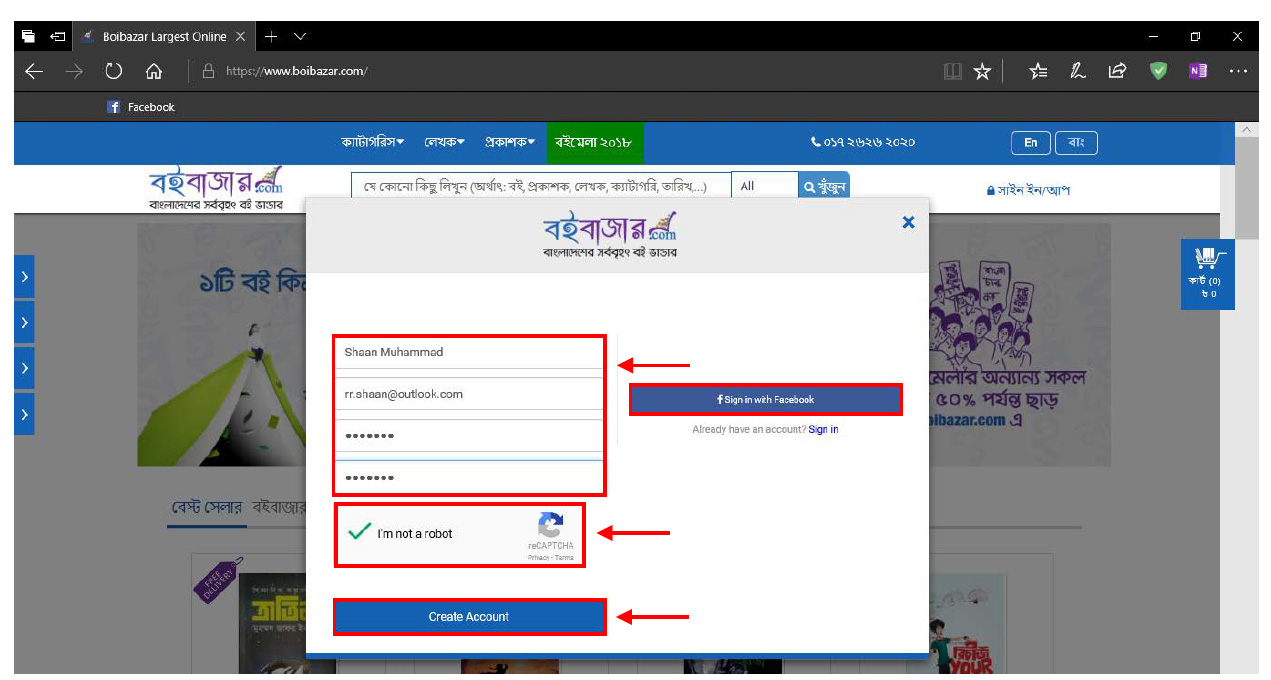 Boibazar Largest Online
https://www.boibazar.com/
Facebook
ক্যাটাগরিস লেখক প্রকাশক বইমেলা ২০১৮ ০১৭ ২৬২৬ ২০২০ En বাং
বইবাজার.com
বাংলাদেশের সর্ববৃহৎ বই ভান্ডার
যে কোনো কিছু লিখুন (অর্থাৎ: বই, প্রকাশক, লেখক, ক্যাটাগরি, তারিখ,...) All খুঁজুন
সাইন ইন/আপ
বইবাজার.com
বাংলাদেশের সর্ববৃহৎ বই ভান্ডার
কার্ট (0)
৳ 0
১টি বই কি
Shaan Muhammad
rr.shaan@outlook.com
Sign in with Facebook
Already have an account? Sign in
মেলার অন্যান্য সকল
৫০% পর্যন্ত ছাড়
oibazar.com এ
বেস্ট সেলার বইবাজার
I'm not a robot
reCAPTCHA
Privacy - Terms
FREE
DELIVERY
Create Account
YOUR